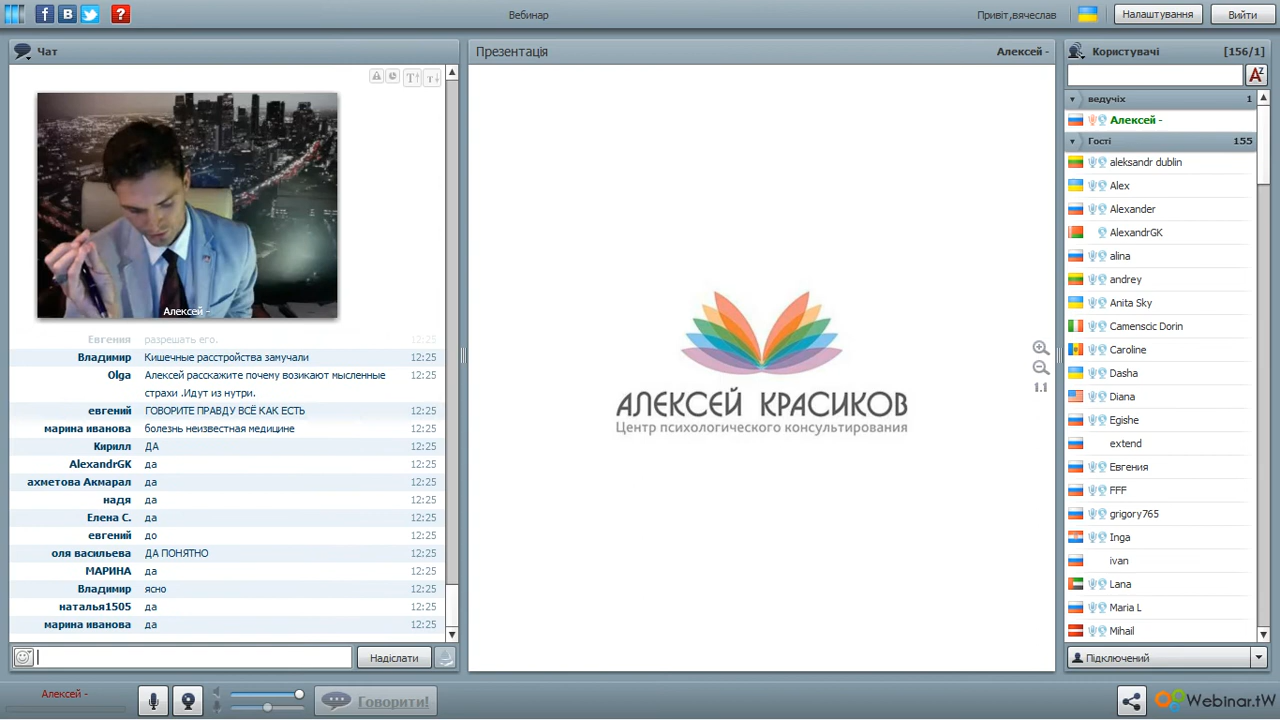 f
B
?
Вебинар
Привіт,вячеслав
Налаштування
Вийти
Чат
Алексей -
Евгения разрешать его. 12:25
Владимир Кишечные расстройства замучали 12:25
Olga Алексей расскажите почему возикают мысленные 12:25
страхи .Идут из нутри.
евгений ГОВОРИТЕ ПРАВДУ ВСЁ КАК ЕСТЬ 12:25
марина иванова болезнь неизвестная медицине 12:25
Кирилл ДА 12:25
AlexandrGK да 12:25
ахметова Акмарал да 12:25
надя да 12:25
Елена С. да 12:25
евгений до 12:25
оля васильева ДА ПОНЯТНО 12:25
МАРИНА да 12:25
Владимир ясно 12:25
наталья1505 да 12:25
марина иванова да 12:25
Надіслати
Презентація
Алексей -
АЛЕКСЕЙ КРАСИКОВ
Центр психологического консультирования
1.1
Користувачі [156/1]
ведучіх 1
Алексей -
Гості 155
aleksandr dublin
Alex
Alexander
AlexandrGK
alina
andrey
Anita Sky
Camenscic Dorin
Caroline
Dasha
Diana
Egishe
extend
Евгения
FFF
grigory765
Inga
ivan
Lana
Maria L
Mihail
Підключений
Алексей -
Говорити!
Webinar.tW